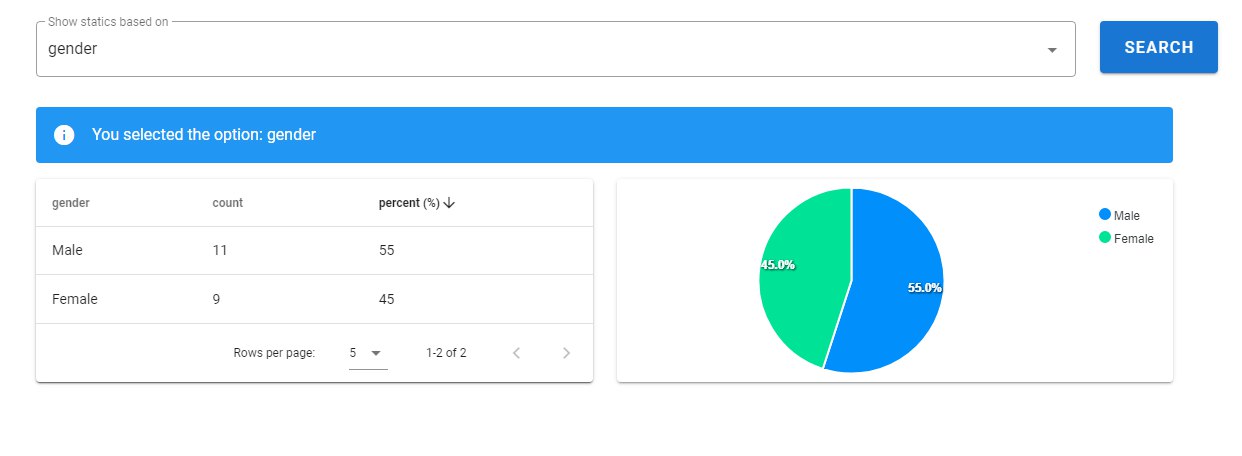 Show statics based on
gender
SEARCH
You selected the option: gender
gender count percent (%)
Male 11 55
Female 9 45
Rows per page: 5 1-2 of 2
Male
Female
45.0%
55.0%